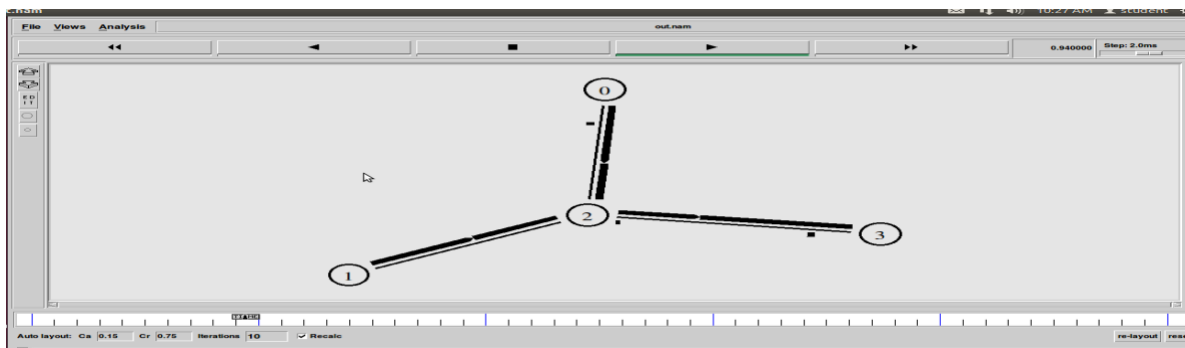 10:27 AM student
File Views Analysis out.nam
0.940000 Step: 2.0ms
TIME
0
2
3
1
Auto layout: Ca 0.15 Cr 0.75 Iterations 10 Recalc re-layout